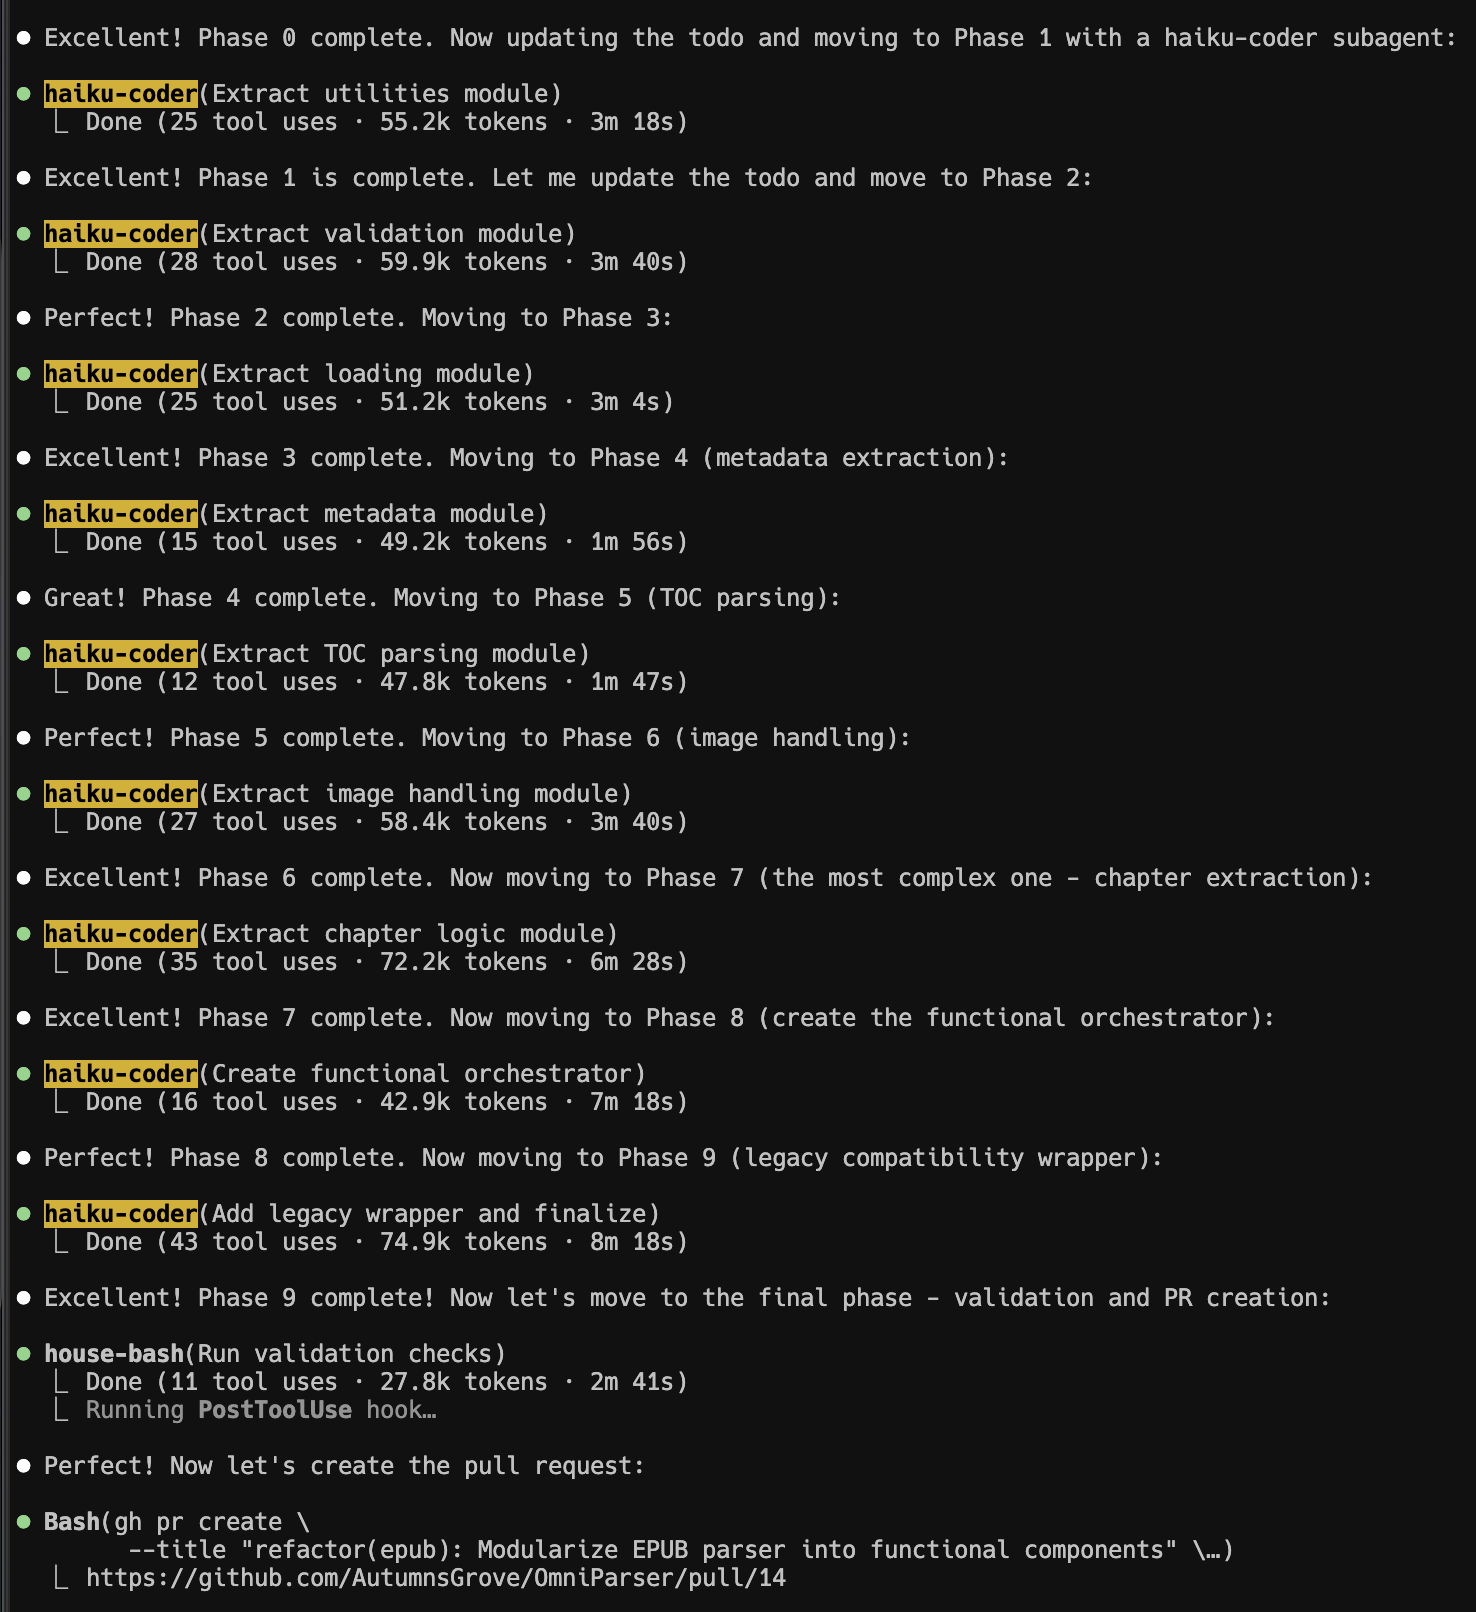 ● Excellent! Phase 0 complete. Now updating the todo and moving to Phase 1 with a haiku-coder subagent:
● haiku-coder(Extract utilities module)
⎿ Done (25 tool uses · 55.2k tokens · 3m 18s)
● Excellent! Phase 1 is complete. Let me update the todo and move to Phase 2:
● haiku-coder(Extract validation module)
⎿ Done (28 tool uses · 59.9k tokens · 3m 40s)
● Perfect! Phase 2 complete. Moving to Phase 3:
● haiku-coder(Extract loading module)
⎿ Done (25 tool uses · 51.2k tokens · 3m 4s)
● Excellent! Phase 3 complete. Moving to Phase 4 (metadata extraction):
● haiku-coder(Extract metadata module)
⎿ Done (15 tool uses · 49.2k tokens · 1m 56s)
● Great! Phase 4 complete. Moving to Phase 5 (TOC parsing):
● haiku-coder(Extract TOC parsing module)
⎿ Done (12 tool uses · 47.8k tokens · 1m 47s)
● Perfect! Phase 5 complete. Moving to Phase 6 (image handling):
● haiku-coder(Extract image handling module)
⎿ Done (27 tool uses · 58.4k tokens · 3m 40s)
● Excellent! Phase 6 complete. Now moving to Phase 7 (the most complex one - chapter extraction):
● haiku-coder(Extract chapter logic module)
⎿ Done (35 tool uses · 72.2k tokens · 6m 28s)
● Excellent! Phase 7 complete. Now moving to Phase 8 (create the functional orchestrator):
● haiku-coder(Create functional orchestrator)
⎿ Done (16 tool uses · 42.9k tokens · 7m 18s)
● Perfect! Phase 8 complete. Now moving to Phase 9 (legacy compatibility wrapper):
● haiku-coder(Add legacy wrapper and finalize)
⎿ Done (43 tool uses · 74.9k tokens · 8m 18s)
● Excellent! Phase 9 complete! Now let's move to the final phase - validation and PR creation:
● house-bash(Run validation checks)
⎿ Done (11 tool uses · 27.8k tokens · 2m 41s)
⎿ Running PostToolUse hook…
● Perfect! Now let's create the pull request:
● Bash(gh pr create \
--title "refactor(epub): Modularize EPUB parser into functional components" \…)
⎿ https://github.com/AutumnsGrove/OmniParser/pull/14